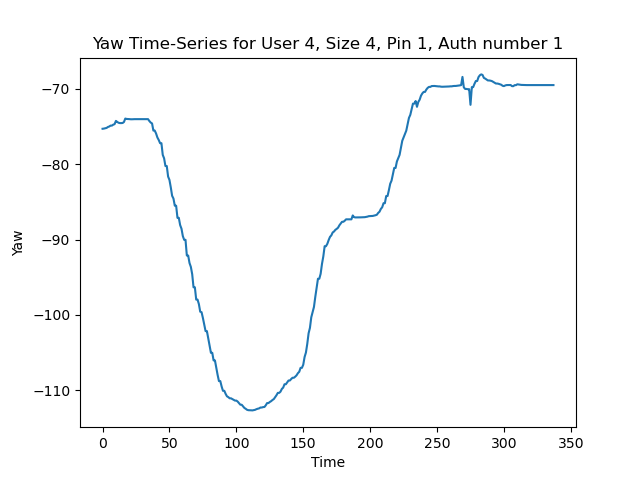 Yaw Time-Series for User 4, Size 4, Pin 1, Auth number 1
−70
−80
−90
−100
−110
Yaw
0 50 100 150 200 250 300 350
Time